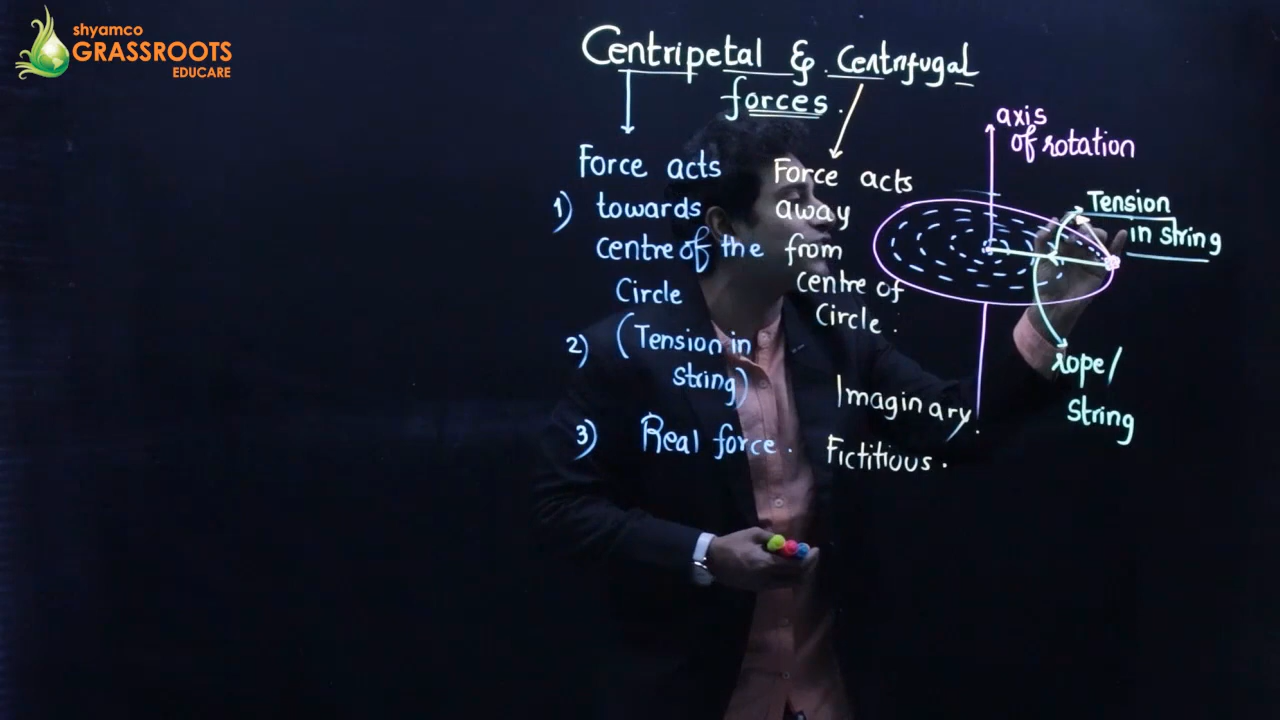 shyamco
GRASSROOTS
EDUCARE
Centripetal & Centrifugal
forces.
Force acts
1) towards
centre of the
Circle
2) (Tension in
string)
3) Real force.
Force acts
away
from
centre of
Circle.
Imaginary.
Fictitious.
axis
of rotation
Tension
in string
rope/
string